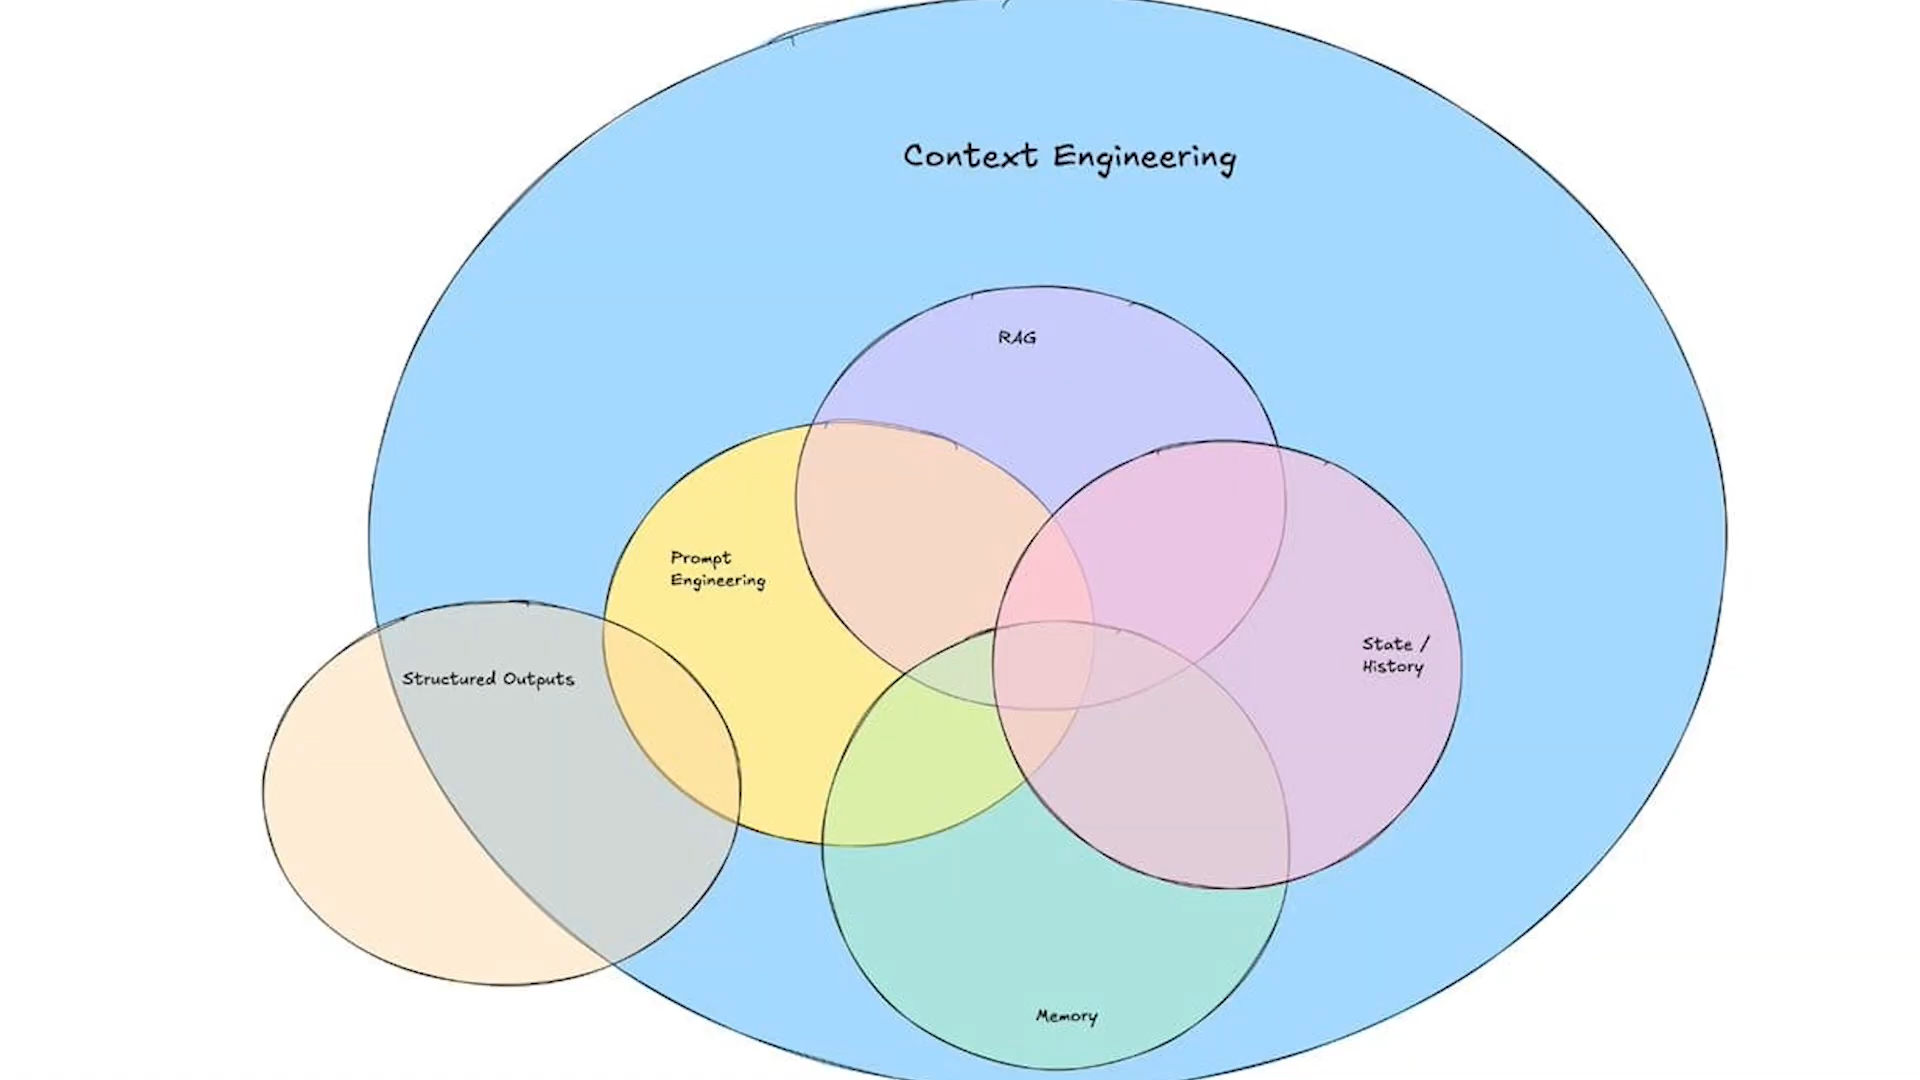 Context Engineering
RAG
Prompt
Engineering
State /
History
Structured Outputs
Memory